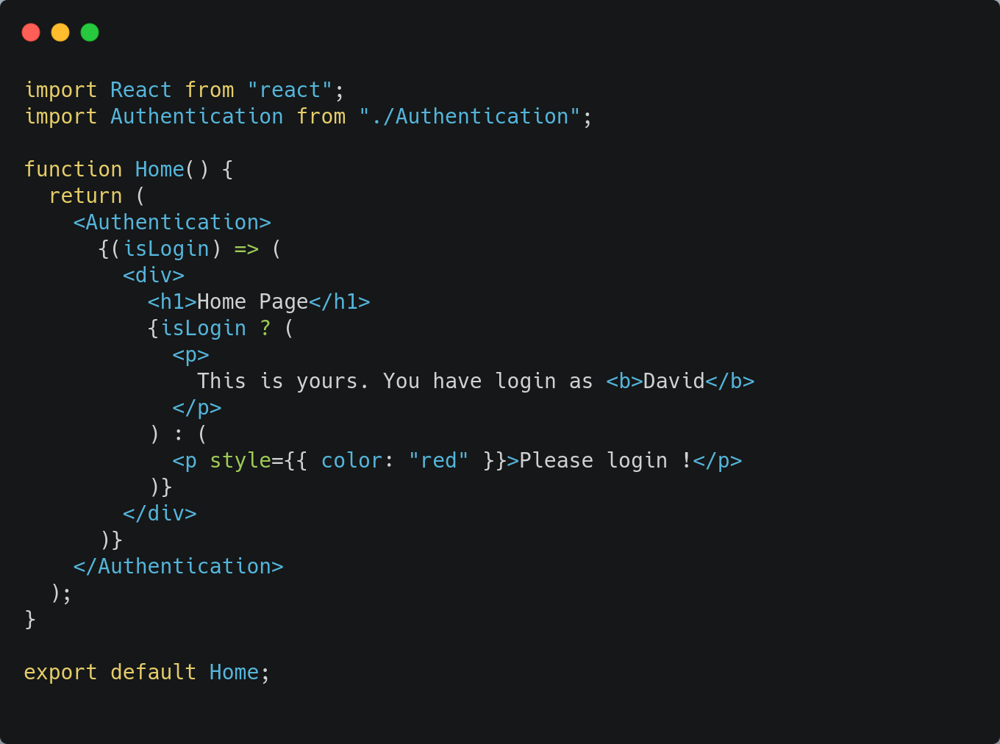 import React from "react";
import Authentication from "./Authentication";

function Home() {
  return (
    <Authentication>
      {(isLogin) => (
        <div>
          <h1>Home Page</h1>
          {isLogin ? (
            <p>
              This is yours. You have login as <b>David</b>
            </p>
          ) : (
            <p style={{ color: "red" }}>Please login !</p>
          )}
        </div>
      )}
    </Authentication>
  );
}

export default Home;